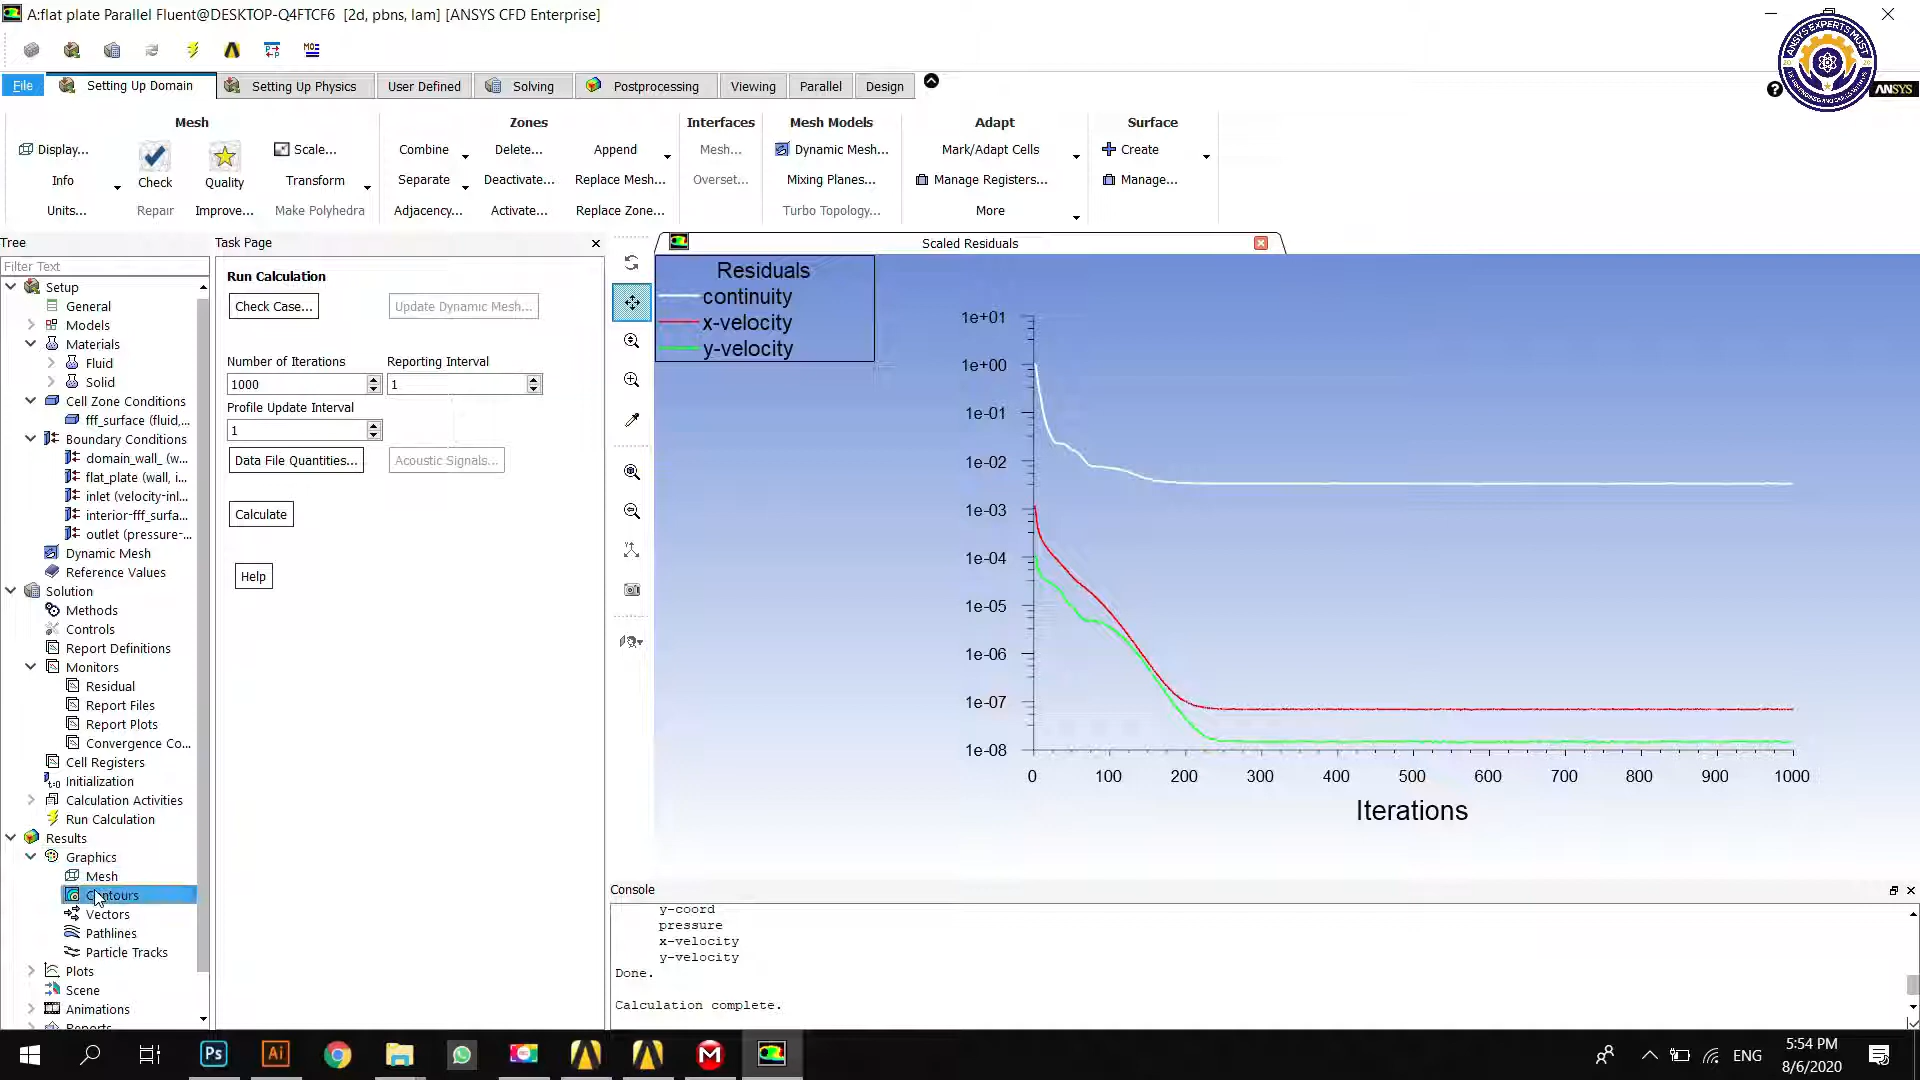 A:flat plate Parallel Fluent@DESKTOP-Q4FTCF6 [2d, pbns, lam] [ANSYS CFD Enterprise]
File
Setting Up Domain
Setting Up Physics
User Defined
Solving
Postprocessing
Viewing
Parallel
Design
ANSYS
ANSYS EXPERTS MUST
Mesh
Zones
Interfaces
Mesh Models
Adapt
Surface
Display...
Scale...
Combine
Delete...
Append
Mesh...
Dynamic Mesh...
Mark/Adapt Cells
Create
Info
Check
Quality
Transform
Separate
Deactivate...
Replace Mesh...
Overset...
Mixing Planes...
Manage Registers...
Manage...
Units...
Repair
Improve...
Make Polyhedra
Adjacency...
Activate...
Replace Zone...
Turbo Topology...
More
Tree
Filter Text
Setup
General
Models
Materials
Fluid
Solid
Cell Zone Conditions
fff_surface (fluid,...
Boundary Conditions
domain_wall_ (w...
flat_plate (wall, i...
inlet (velocity-inl...
interior-fff_surfa...
outlet (pressure-...
Dynamic Mesh
Reference Values
Solution
Methods
Controls
Report Definitions
Monitors
Residual
Report Files
Report Plots
Convergence Co...
Cell Registers
Initialization
Calculation Activities
Run Calculation
Results
Graphics
Mesh
Contours
Vectors
Pathlines
Particle Tracks
Plots
Scene
Animations
Reports
Task Page
Run Calculation
Check Case...
Update Dynamic Mesh...
Number of Iterations
Reporting Interval
1000
1
Profile Update Interval
1
Data File Quantities...
Acoustic Signals...
Calculate
Help
Scaled Residuals
Residuals
continuity
x-velocity
y-velocity
1e+01
1e+00
1e-01
1e-02
1e-03
1e-04
1e-05
1e-06
1e-07
1e-08
0 100 200 300 400 500 600 700 800 900 1000
Iterations
Console
y-coord
pressure
x-velocity
y-velocity
Done.
Calculation complete.
Ps
Ai
ENG
5:54 PM
8/6/2020